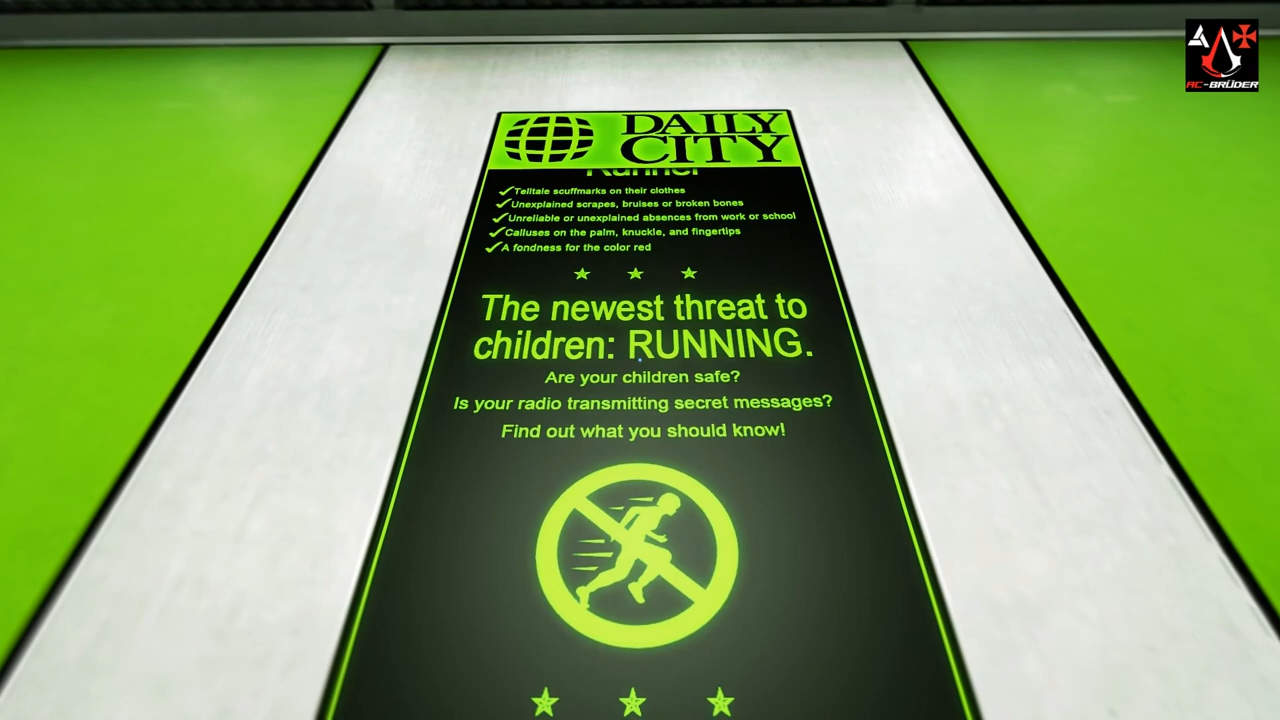 AC-BRÜDER
DAILY
CITY
Runner
Telltale scuffmarks on their clothes
Unexplained scrapes, bruises or broken bones
Unreliable or unexplained absences from work or school
Calluses on the palm, knuckle, and fingertips
A fondness for the color red
The newest threat to
children: RUNNING.
Are your children safe?
Is your radio transmitting secret messages?
Find out what you should know!